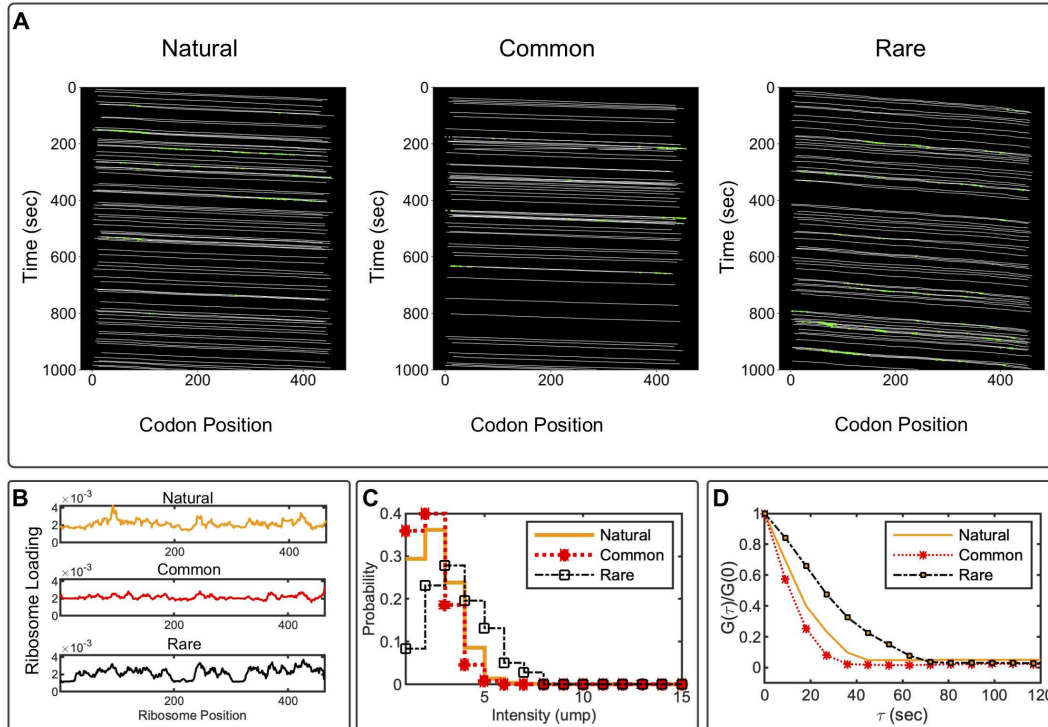 A
Natural
Common
Rare
Time (sec)
0
200
400
600
800
1000
0
200
400
Codon Position
Time (sec)
0
200
400
600
800
1000
0
200
400
Codon Position
Time (sec)
0
200
400
600
800
1000
0
200
400
Codon Position
B
Ribosome Loading
×10⁻³
Natural
4
2
0
200
400
×10⁻³
Common
4
2
0
200
400
×10⁻³
Rare
4
2
0
200
400
Ribosome Position
C
Probability
0.4
0.3
0.2
0.1
0
5
10
15
Intensity (ump)
Natural
Common
Rare
D
G(τ)/G(0)
1
0.8
0.6
0.4
0.2
0
0
20
40
60
80
100
120
τ (sec)
Natural
Common
Rare